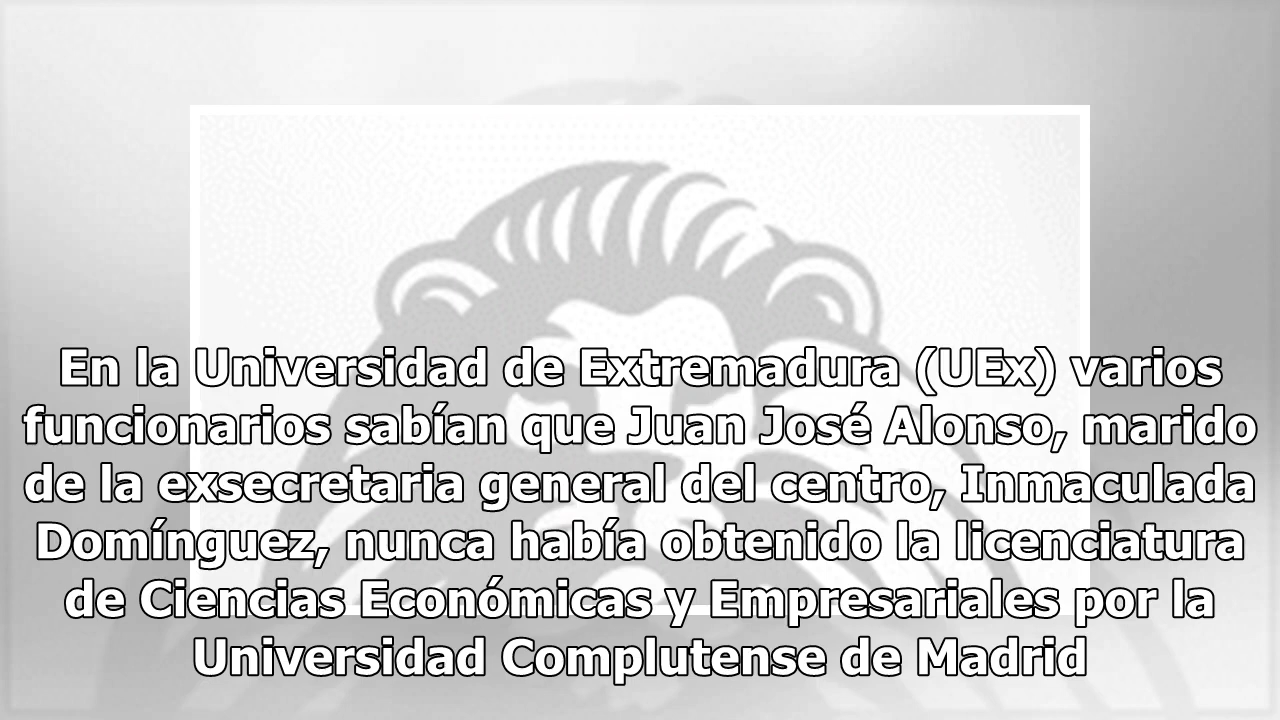 En la Universidad de Extremadura (UEx) varios
funcionarios sabían que Juan José Alonso, marido
de la exsecretaria general del centro, Inmaculada
Domínguez, nunca había obtenido la licenciatura
de Ciencias Económicas y Empresariales por la
Universidad Complutense de Madrid